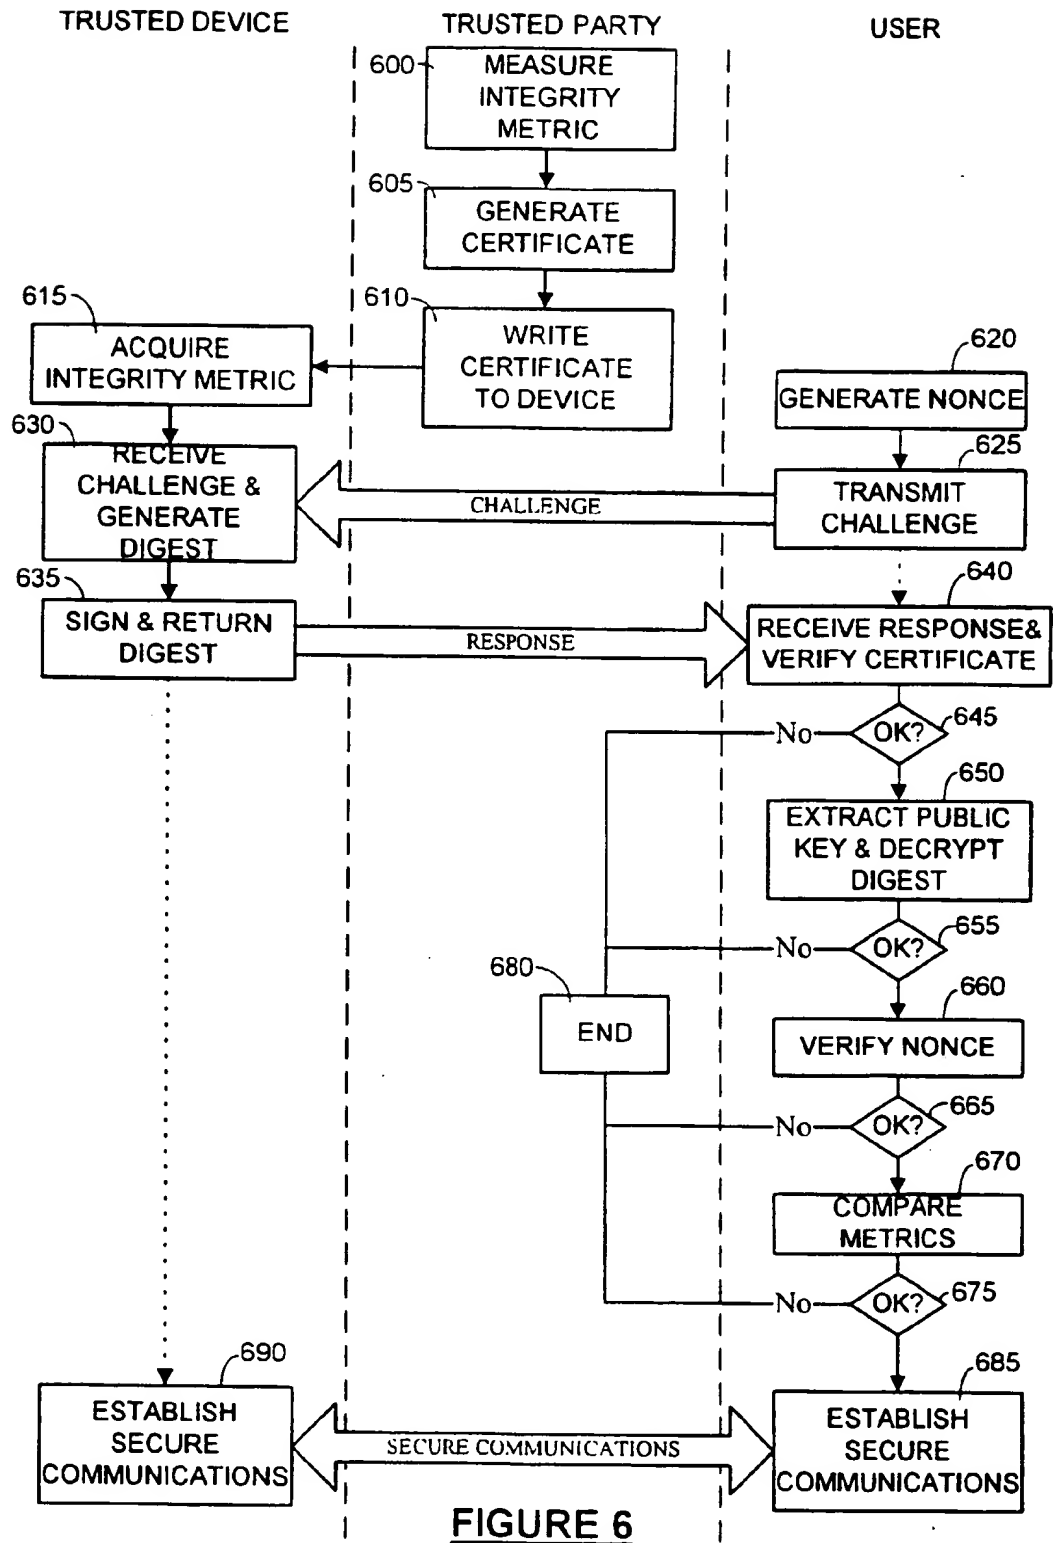 TRUSTED DEVICE
TRUSTED PARTY
USER
600
MEASURE
INTEGRITY
METRIC
605
GENERATE
CERTIFICATE
610
WRITE
CERTIFICATE
TO DEVICE
615
ACQUIRE
INTEGRITY METRIC
620
GENERATE NONCE
625
TRANSMIT
CHALLENGE
CHALLENGE
630
RECEIVE
CHALLENGE &
GENERATE
DIGEST
635
SIGN & RETURN
DIGEST
RESPONSE
640
RECEIVE RESPONSE&
VERIFY CERTIFICATE
645
OK?
No
650
EXTRACT PUBLIC
KEY & DECRYPT
DIGEST
655
OK?
No
680
END
660
VERIFY NONCE
665
OK?
No
670
COMPARE
METRICS
675
OK?
No
690
ESTABLISH
SECURE
COMMUNICATIONS
SECURE COMMUNICATIONS
685
ESTABLISH
SECURE
COMMUNICATIONS
FIGURE 6